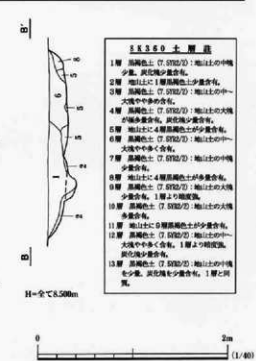 B'
B
8
5
6
5
5
2
1
2
2
H=全て8.500m
SK360 土層註
1層 黒褐色土 (7.5YR2/2):地山土の中塊
少量、炭化塊少量含有。
2層 地山土に1層黒褐色土が少量含有。
3層 黒褐色土 (7.5YR2/2):地山土の中〜
大塊やや多め含有。
4層 黒褐色土 (7.5YR2/2):地山土の大塊
が多量含有、炭化塊少量含有。
5層 地山土に4層黒褐色土が少量含有。
6層 黒褐色土 (7.5YR2/2):地山土の中〜
大塊やや多く含有。
7層 黒褐色土 (7.5YR2/2):地山土の中塊
少量含有。
8層 地山土に4層黒褐色土が多量含有。
9層 黒褐色土 (7.5YR2/2):地山土の大塊
少量含有。1層より暗度強。
10層 黒褐色土 (7.5YR2/2):地山土の大塊
多量含有。
11層 地山土に9層黒褐色土が少量含有。
12層 黒褐色土 (7.5YR2/2):地山土の中〜
大塊やや多く含有。1層より暗度強。
炭化塊少量含有。
13層 黒褐色土 (7.5YR2/2):地山土の中塊
を少量、炭化塊を少量含有。1層と同
質。
0
2m
(1/40)